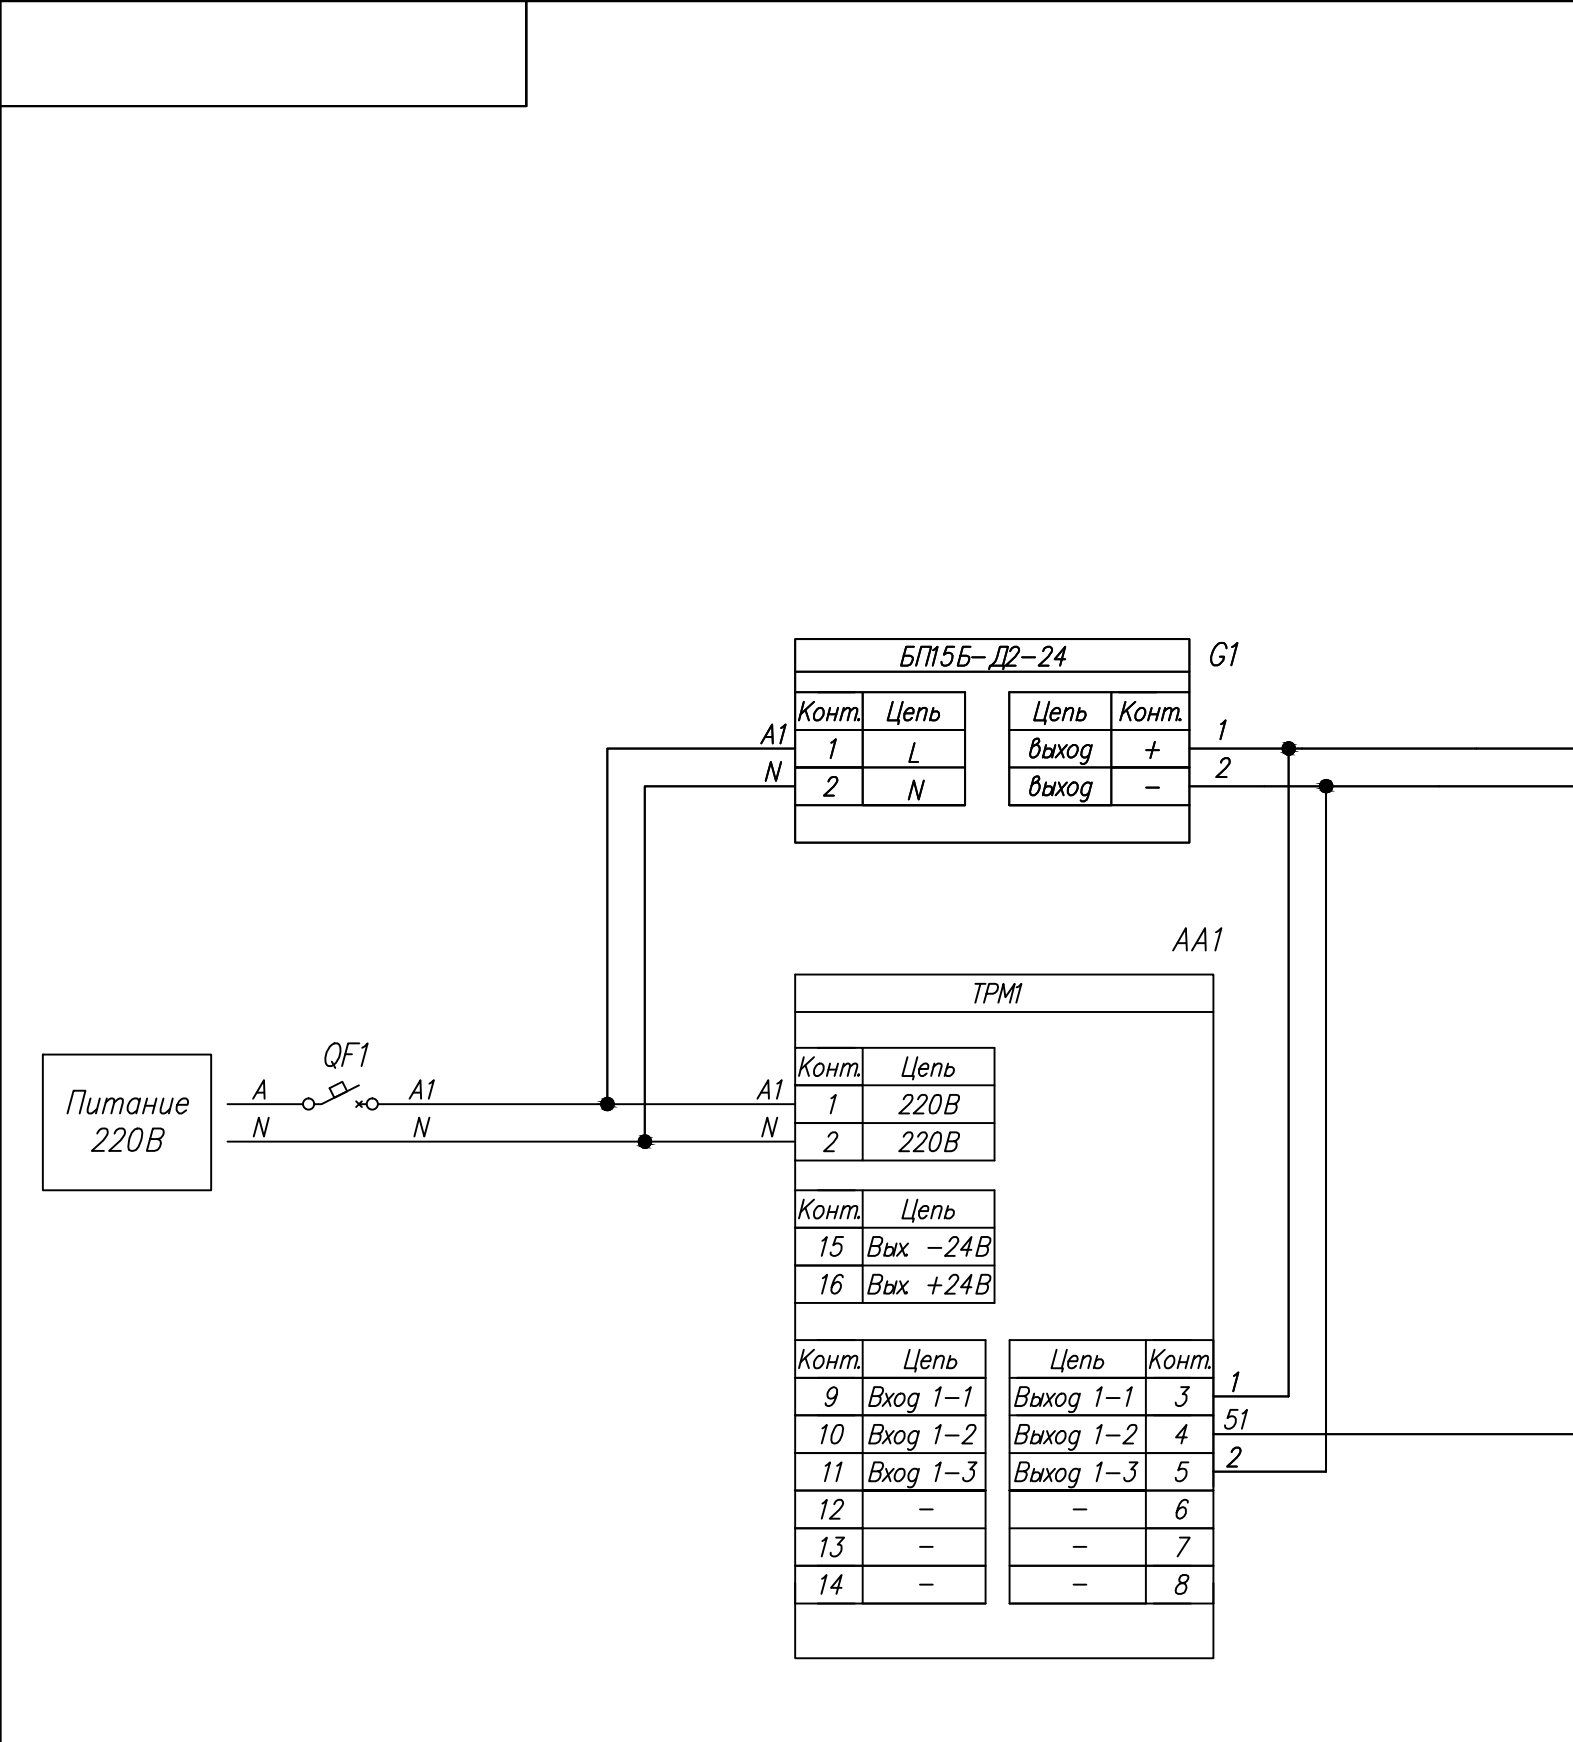 БП15Б-Д2-24 G1
Конт. Цепь Цепь Конт.
A1 1 L выход + 1
N 2 N выход - 2
AA1
ТРМ1
QF1
Конт. Цепь
Питание A A1 A1 1 220В
220В N N N 2 220В
Конт. Цепь
15 Вых. -24В
16 Вых. +24В
Конт. Цепь Цепь Конт.
9 Вход 1-1 Выход 1-1 3 1
10 Вход 1-2 Выход 1-2 4 51
11 Вход 1-3 Выход 1-3 5 2
12 - - 6
13 - - 7
14 - - 8